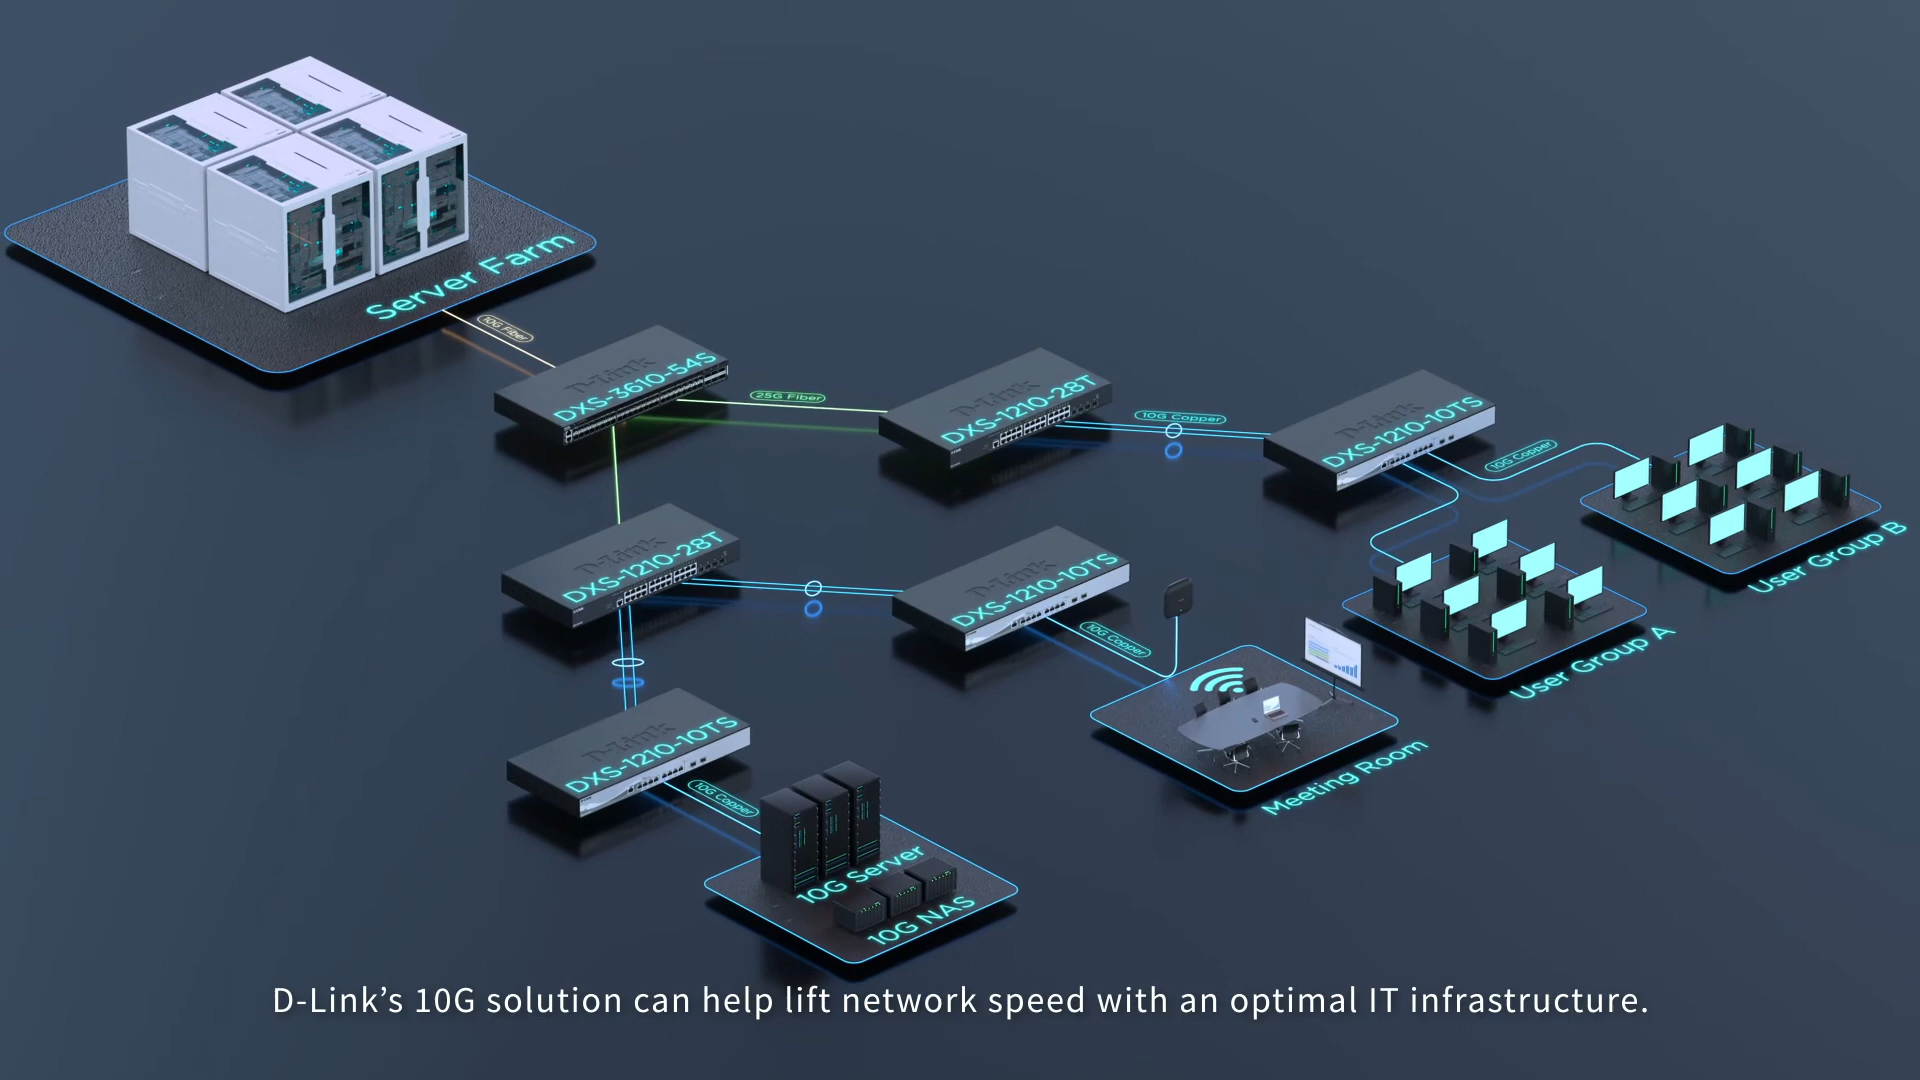 Server Farm
10G Fiber
D-Link
DXS-3610-54S
25G Fiber
D-Link
DXS-1210-28T
10G Copper
D-Link
DXS-1210-10TS
10G Copper
User Group B
D-Link
DXS-1210-28T
D-Link
DXS-1210-10TS
10G Copper
User Group A
Meeting Room
D-Link
DXS-1210-10TS
10G Copper
10G Server
10G NAS
D-Link’s 10G solution can help lift network speed with an optimal IT infrastructure.